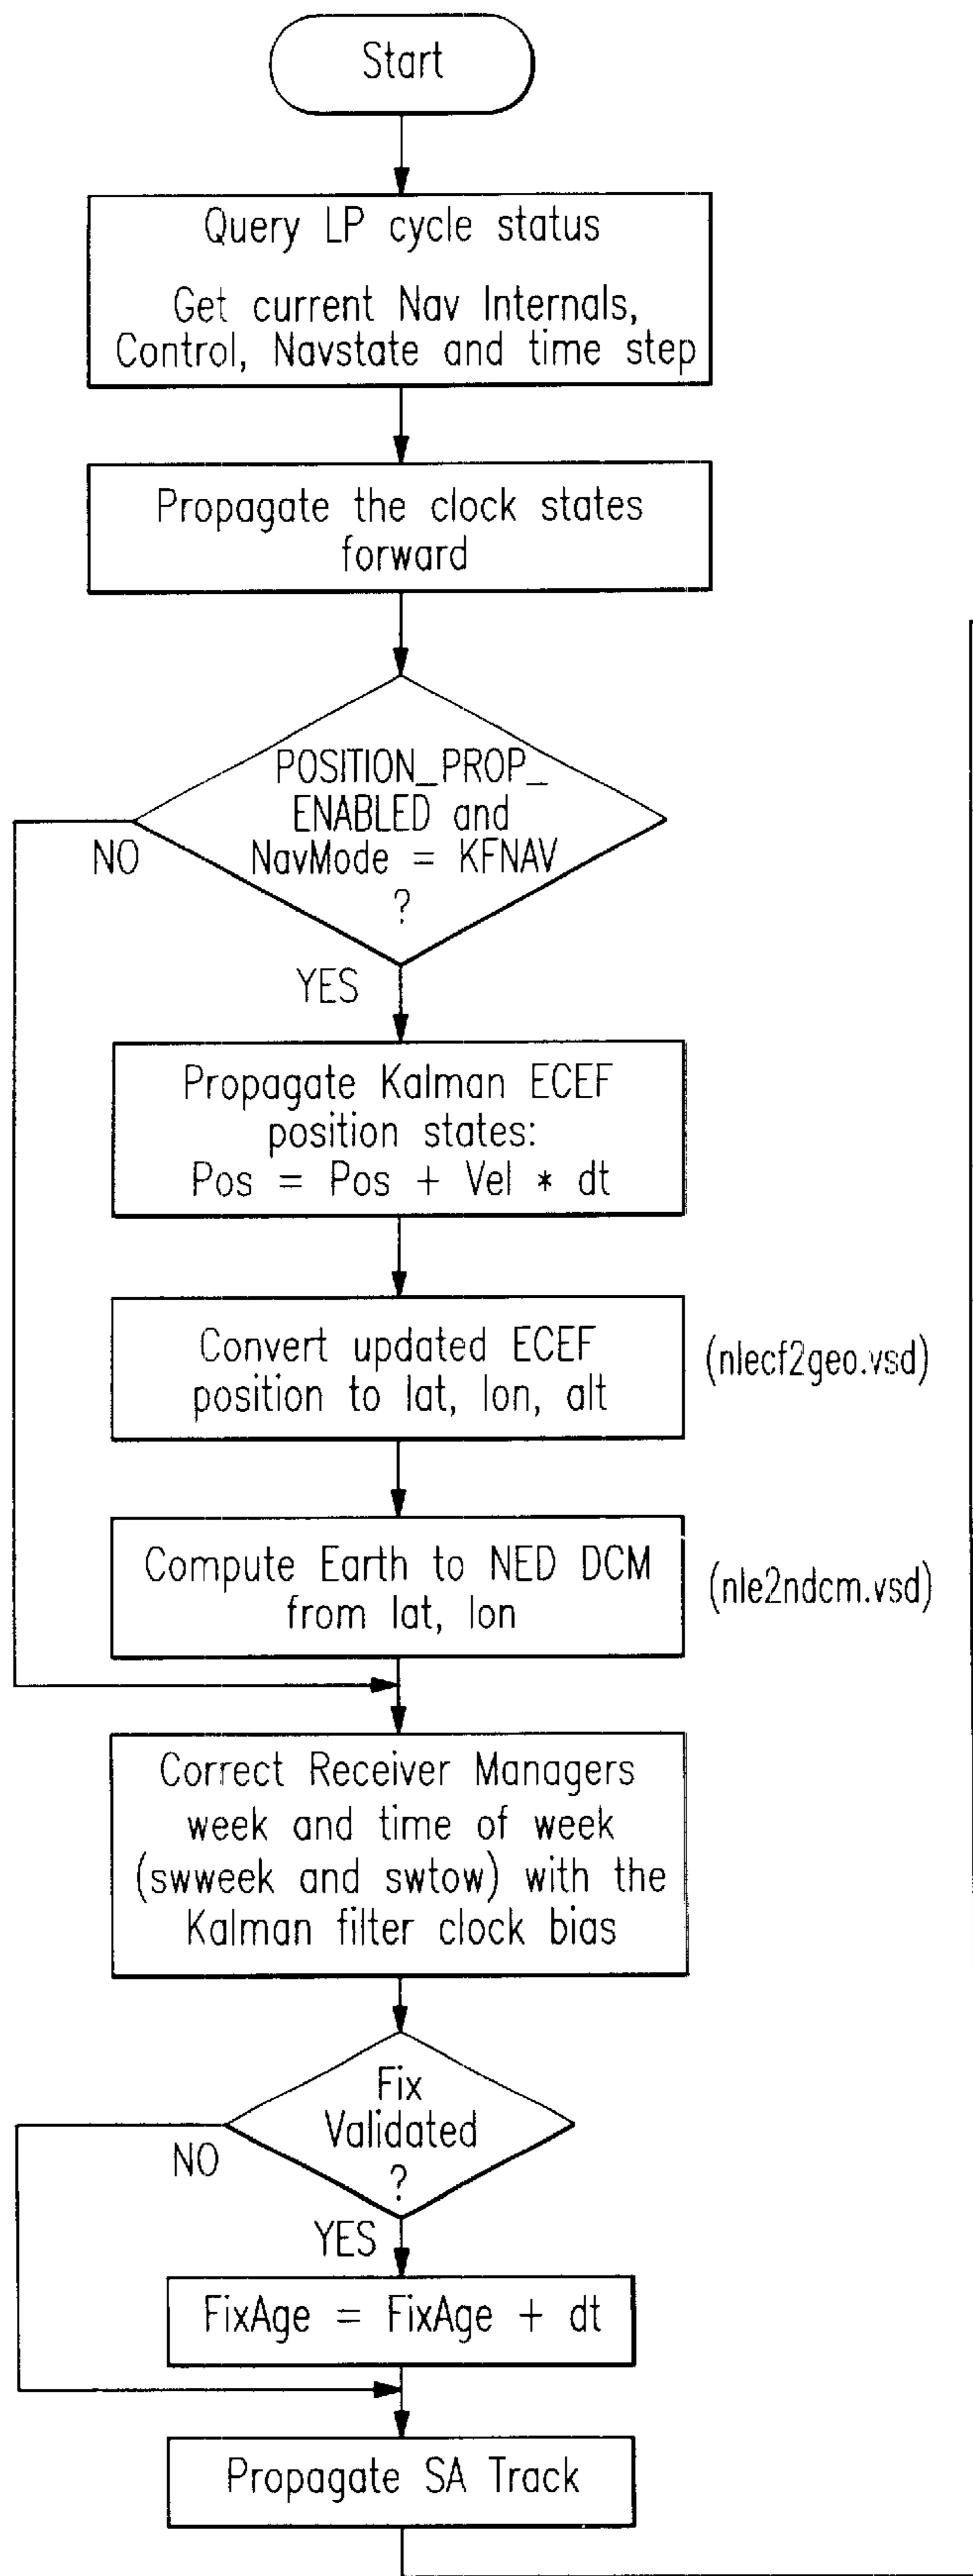 Start
Query LP cycle status
Get current Nav Internals,
Control, Navstate and time step
Propagate the clock states
forward
POSITION_PROP_
ENABLED and
NavMode = KFNAV
?
NO
YES
Propagate Kalman ECEF
position states:
Pos = Pos + Vel * dt
Convert updated ECEF
position to lat, lon, alt
(nlecf2geo.vsd)
Compute Earth to NED DCM
from lat, lon
(nle2ndcm.vsd)
Correct Receiver Managers
week and time of week
(swweek and swtow) with the
Kalman filter clock bias
Fix
Validated
?
NO
YES
FixAge = FixAge + dt
Propagate SA Track